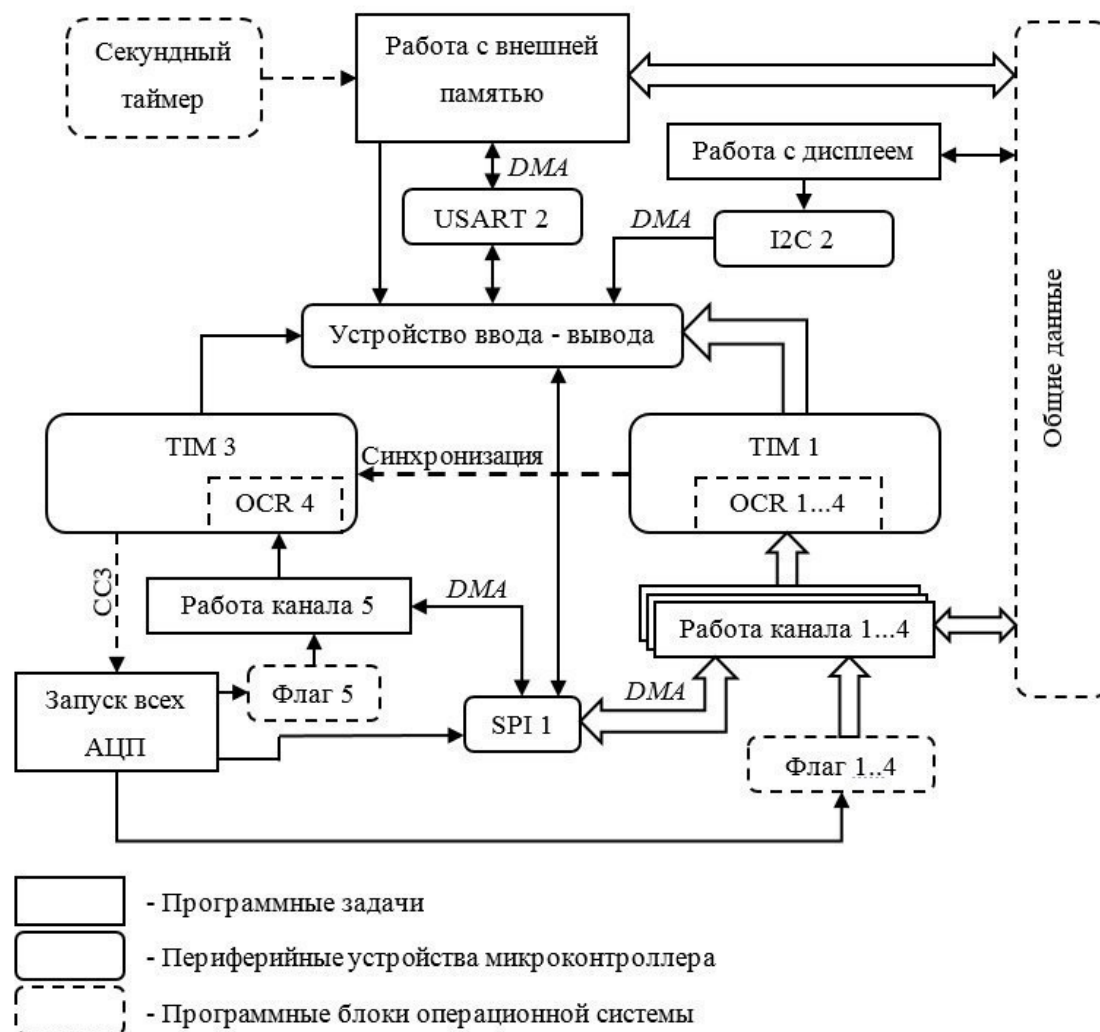 Секундный
таймер
Работа с внешней
памятью
Работа с дисплеем
DMA
USART 2
DMA
I2C 2
Устройство ввода - вывода
Общие данные
TIM 3
OCR 4
Синхронизация
TIM 1
OCR 1...4
CC3
Работа канала 5
DMA
Работа канала 1...4
Запуск всех
АЦП
Флаг 5
SPI 1
DMA
Флаг 1..4
- Программные задачи
- Периферийные устройства микроконтроллера
- Программные блоки операционной системы